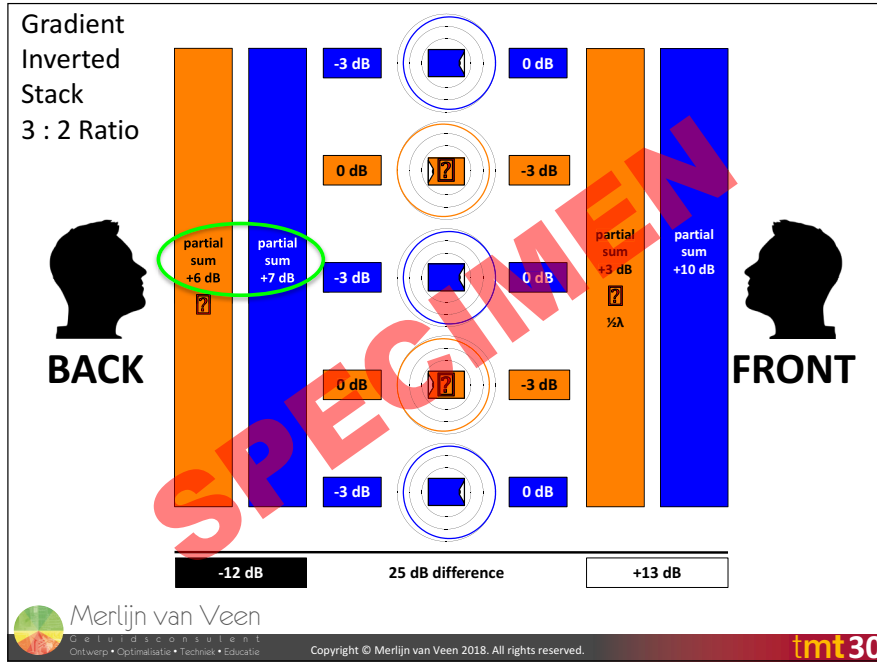 Gradient
Inverted
Stack
3 : 2 Ratio
-3 dB
0 dB
0 dB
-3 dB
-3 dB
0 dB
0 dB
-3 dB
-3 dB
0 dB
partial
sum
+6 dB
partial
sum
+7 dB
partial
sum
+3 dB
½λ
partial
sum
+10 dB
BACK
FRONT
SPECIMEN
-12 dB
25 dB difference
+13 dB
Merlijn van Veen
Geluidsconsulent
Ontwerp • Optimalisatie • Techniek • Educatie
Copyright © Merlijn van Veen 2018. All rights reserved.
tmt30